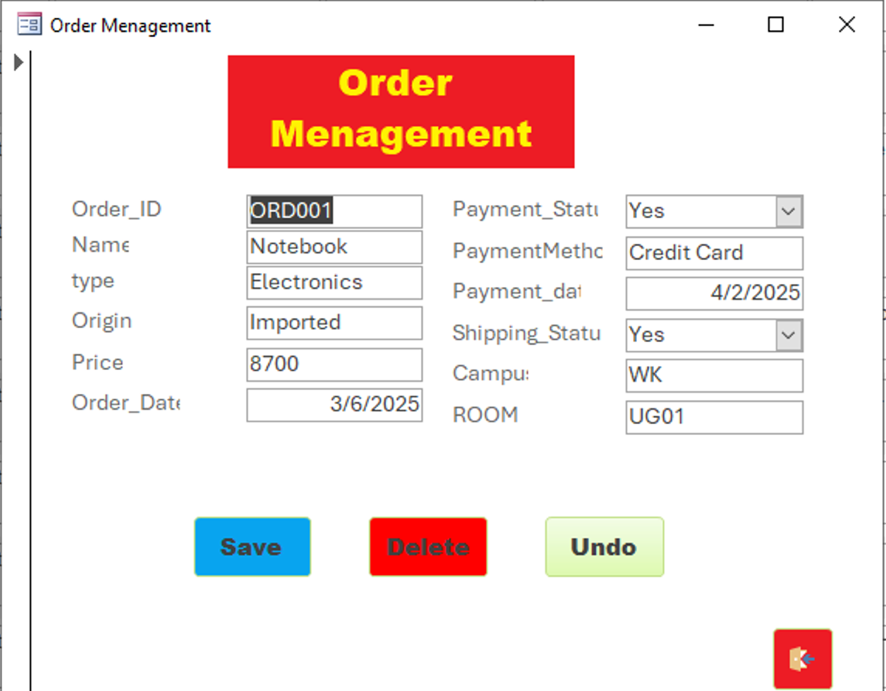 Order Menagement
Order
Menagement
Order_ID ORD001
Name Notebook
type Electronics
Origin Imported
Price 8700
Order_Date 3/6/2025
Payment_Statu Yes
PaymentMetho Credit Card
Payment_dat 4/2/2025
Shipping_Statu Yes
Campus WK
ROOM UG01
Save Delete Undo